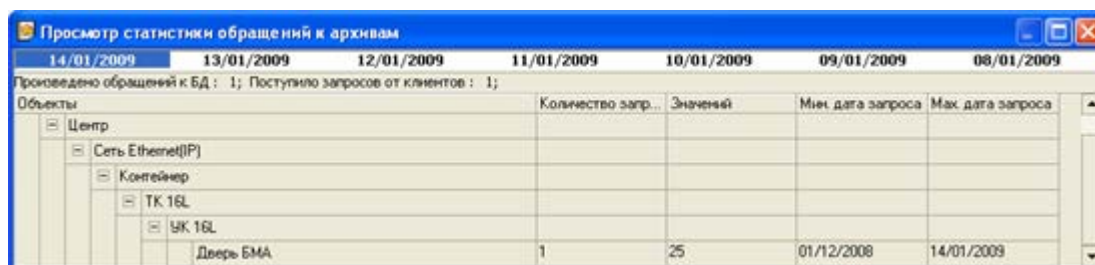 Просмотр статистики обращений к архивам
14/01/2009 13/01/2009 12/01/2009 11/01/2009 10/01/2009 09/01/2009 08/01/2009
Произведено обращений к БД : 1; Поступило запросов от клиентов : 1;
Объекты Количество запр... Значений Мин. дата запроса Мах. дата запроса
Центр
Сеть Ethernet(IP)
Контейнер
ТК 16L
УК 16L
Дверь БМА 1 25 01/12/2008 14/01/2009